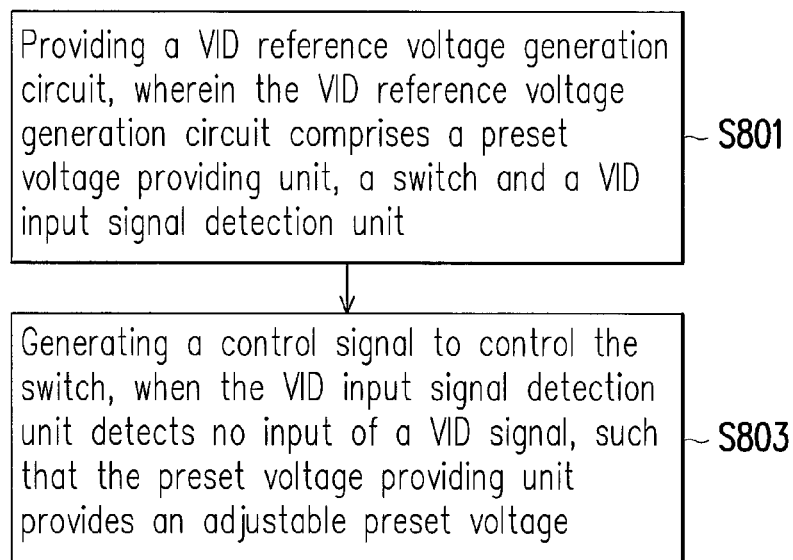 Providing a VID reference voltage generation
circuit, wherein the VID reference voltage
generation circuit comprises a preset
voltage providing unit, a switch and a VID
input signal detection unit
S801
Generating a control signal to control the
switch, when the VID input signal detection
unit detects no input of a VID signal, such
that the preset voltage providing unit
provides an adjustable preset voltage
S803